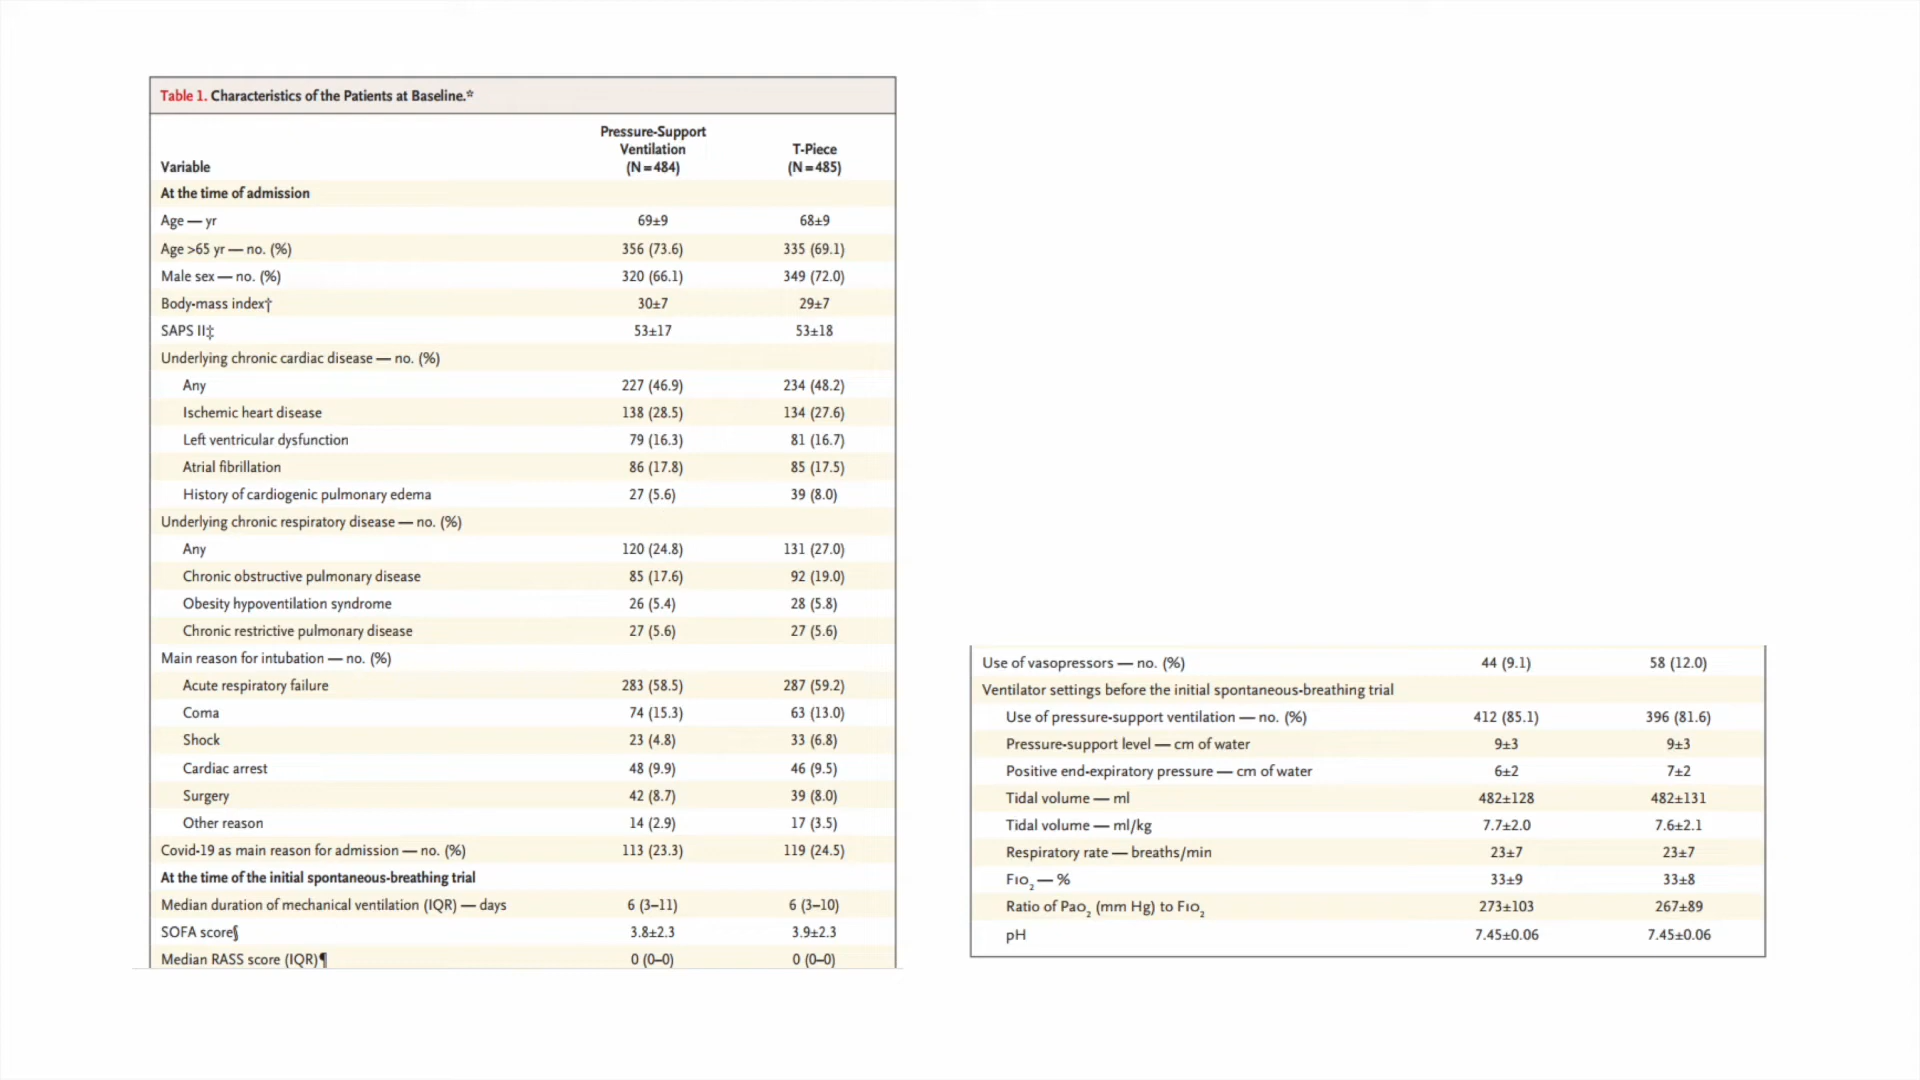 Table 1. Characteristics of the Patients at Baseline.*
Variable Pressure-Support Ventilation (N=484) T-Piece (N=485)
At the time of admission
Age — yr 69±9 68±9
Age >65 yr — no. (%) 356 (73.6) 335 (69.1)
Male sex — no. (%) 320 (66.1) 349 (72.0)
Body-mass index† 30±7 29±7
SAPS II‡ 53±17 53±18
Underlying chronic cardiac disease — no. (%)
Any 227 (46.9) 234 (48.2)
Ischemic heart disease 138 (28.5) 134 (27.6)
Left ventricular dysfunction 79 (16.3) 81 (16.7)
Atrial fibrillation 86 (17.8) 85 (17.5)
History of cardiogenic pulmonary edema 27 (5.6) 39 (8.0)
Underlying chronic respiratory disease — no. (%)
Any 120 (24.8) 131 (27.0)
Chronic obstructive pulmonary disease 85 (17.6) 92 (19.0)
Obesity hypoventilation syndrome 26 (5.4) 28 (5.8)
Chronic restrictive pulmonary disease 27 (5.6) 27 (5.6)
Main reason for intubation — no. (%)
Acute respiratory failure 283 (58.5) 287 (59.2)
Coma 74 (15.3) 63 (13.0)
Shock 23 (4.8) 33 (6.8)
Cardiac arrest 48 (9.9) 46 (9.5)
Surgery 42 (8.7) 39 (8.0)
Other reason 14 (2.9) 17 (3.5)
Covid-19 as main reason for admission — no. (%) 113 (23.3) 119 (24.5)
At the time of the initial spontaneous-breathing trial
Median duration of mechanical ventilation (IQR) — days 6 (3–11) 6 (3–10)
SOFA score§ 3.8±2.3 3.9±2.3
Median RASS score (IQR)¶ 0 (0–0) 0 (0–0)
Use of vasopressors — no. (%) 44 (9.1) 58 (12.0)
Ventilator settings before the initial spontaneous-breathing trial
Use of pressure-support ventilation — no. (%) 412 (85.1) 396 (81.6)
Pressure-support level — cm of water 9±3 9±3
Positive end-expiratory pressure — cm of water 6±2 7±2
Tidal volume — ml 482±128 482±131
Tidal volume — ml/kg 7.7±2.0 7.6±2.1
Respiratory rate — breaths/min 23±7 23±7
FIO2 — % 33±9 33±8
Ratio of PaO2 (mm Hg) to FIO2 273±103 267±89
pH 7.45±0.06 7.45±0.06